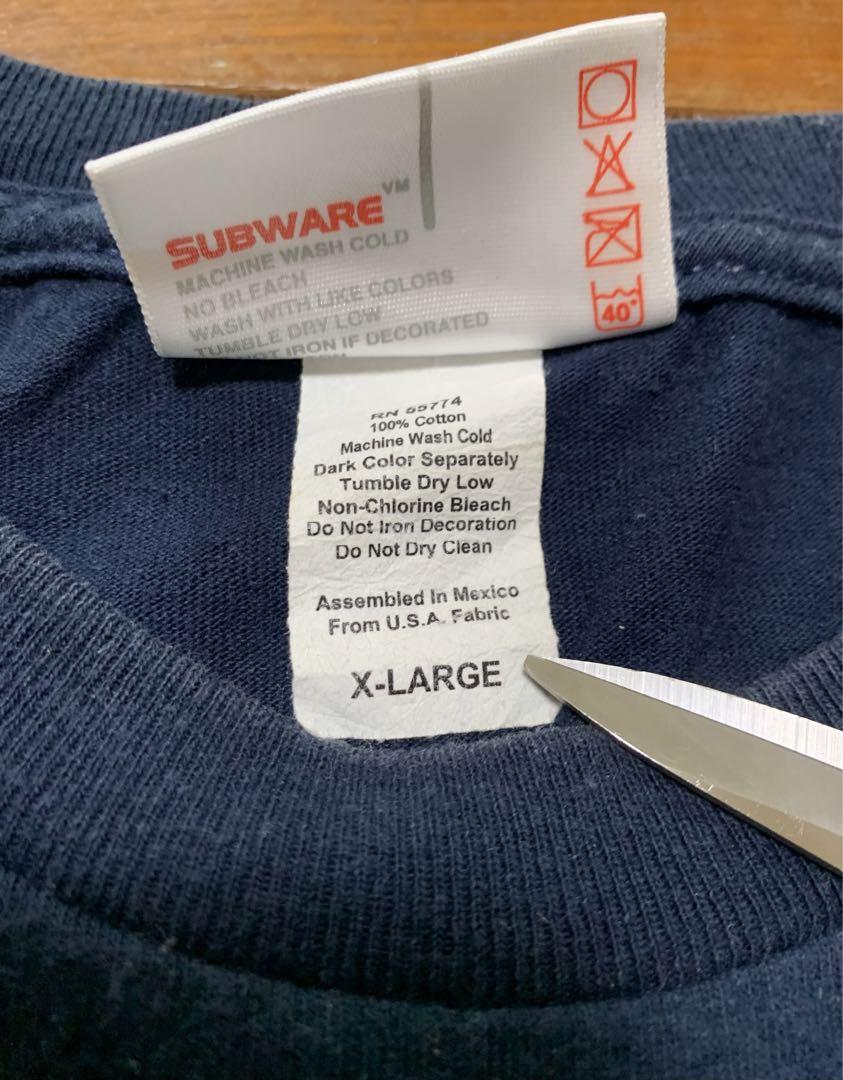 SUBWARE VM
MACHINE WASH COLD
NO BLEACH
WASH WITH LIKE COLORS
TUMBLE DRY LOW
NOT IRON IF DECORATED
40°
RN 55774
100% Cotton
Machine Wash Cold
Dark Color Separately
Tumble Dry Low
Non-Chlorine Bleach
Do Not Iron Decoration
Do Not Dry Clean
Assembled In Mexico
From U.S.A. Fabric
X-LARGE